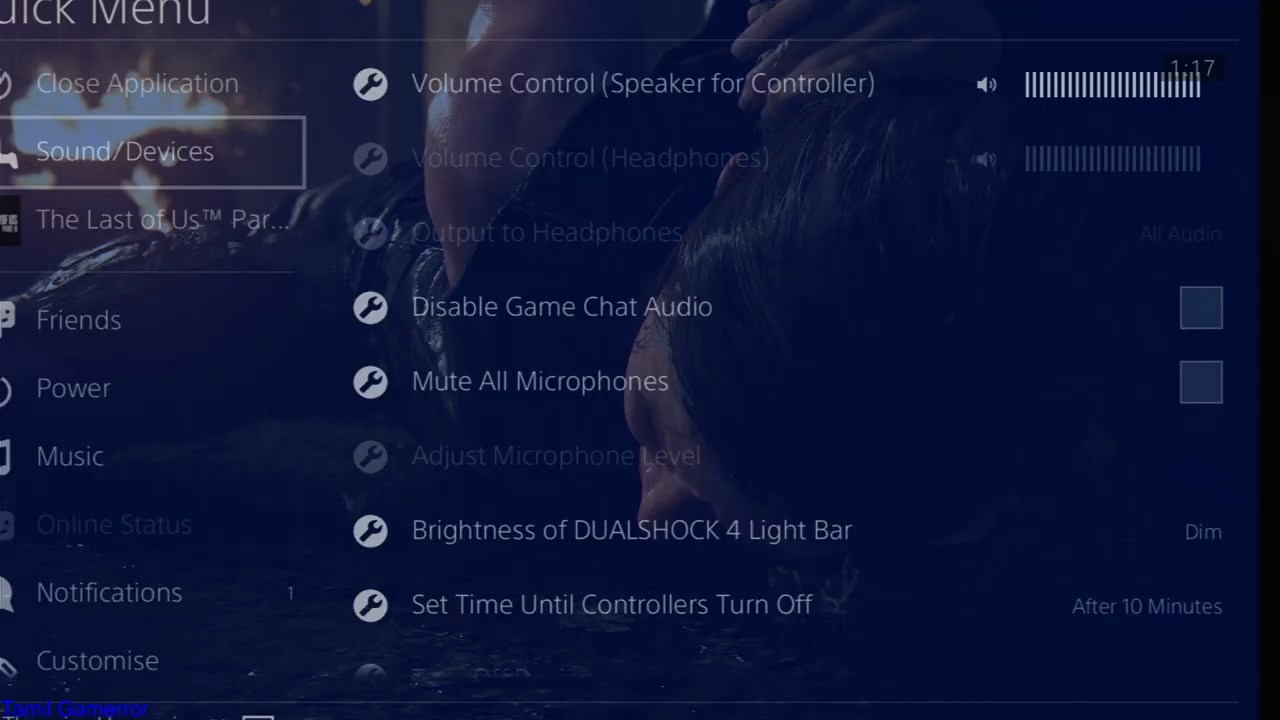 uick Menu
1:17
Close Application
Sound/Devices
The Last of Us™ Par...
Friends
Power
Music
Online Status
Notifications 1
Customise
Volume Control (Speaker for Controller)
Volume Control (Headphones)
Output to Headphones All Audio
Disable Game Chat Audio
Mute All Microphones
Adjust Microphone Level
Brightness of DUALSHOCK 4 Light Bar Dim
Set Time Until Controllers Turn Off After 10 Minutes
Tamil Gamerror